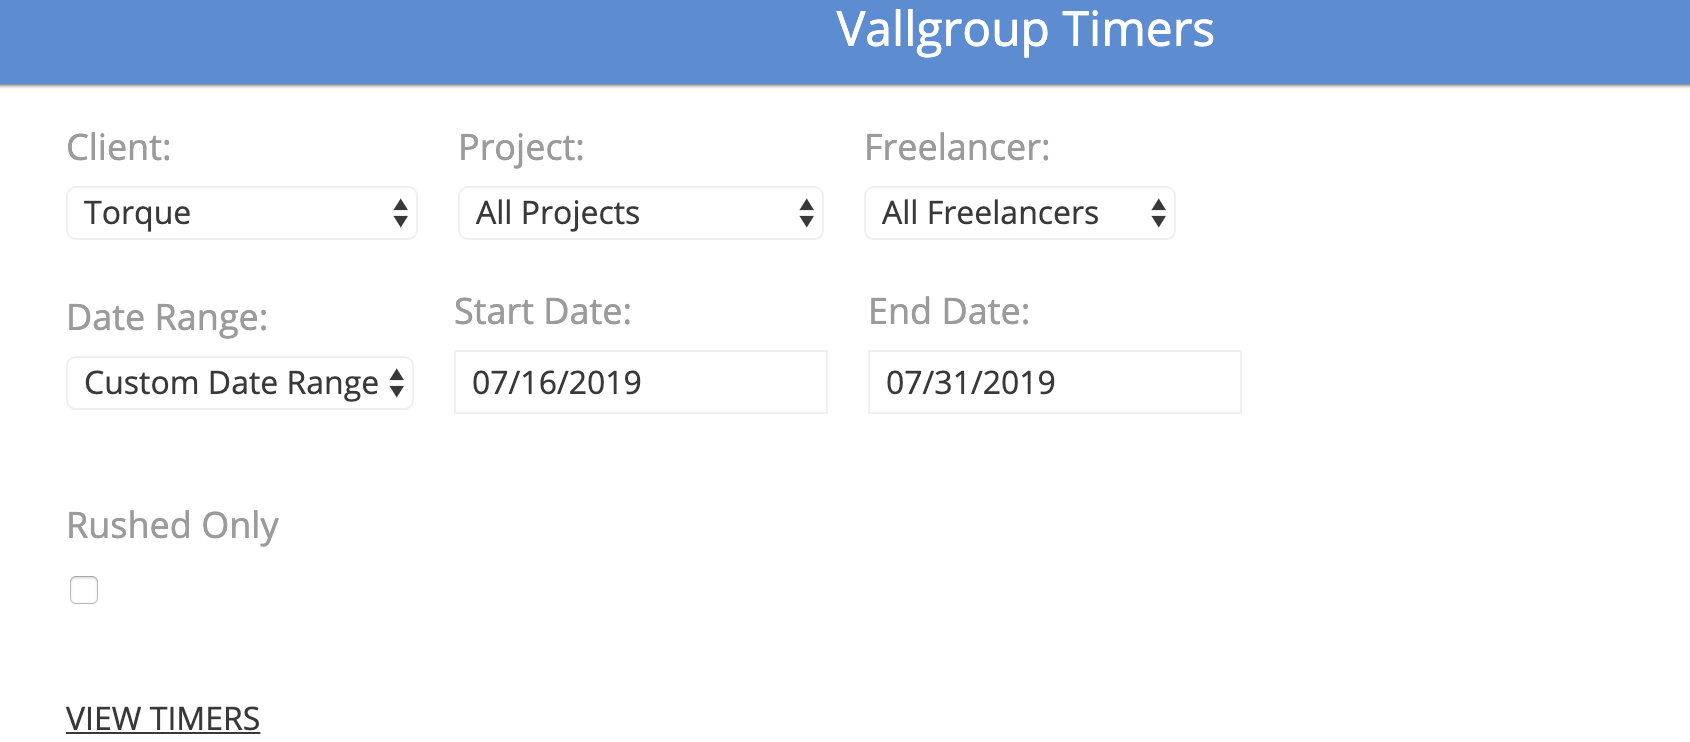 Vallgroup Timers
Client: Project: Freelancer:
Torque All Projects All Freelancers
Date Range: Start Date: End Date:
Custom Date Range 07/16/2019 07/31/2019
Rushed Only
VIEW TIMERS